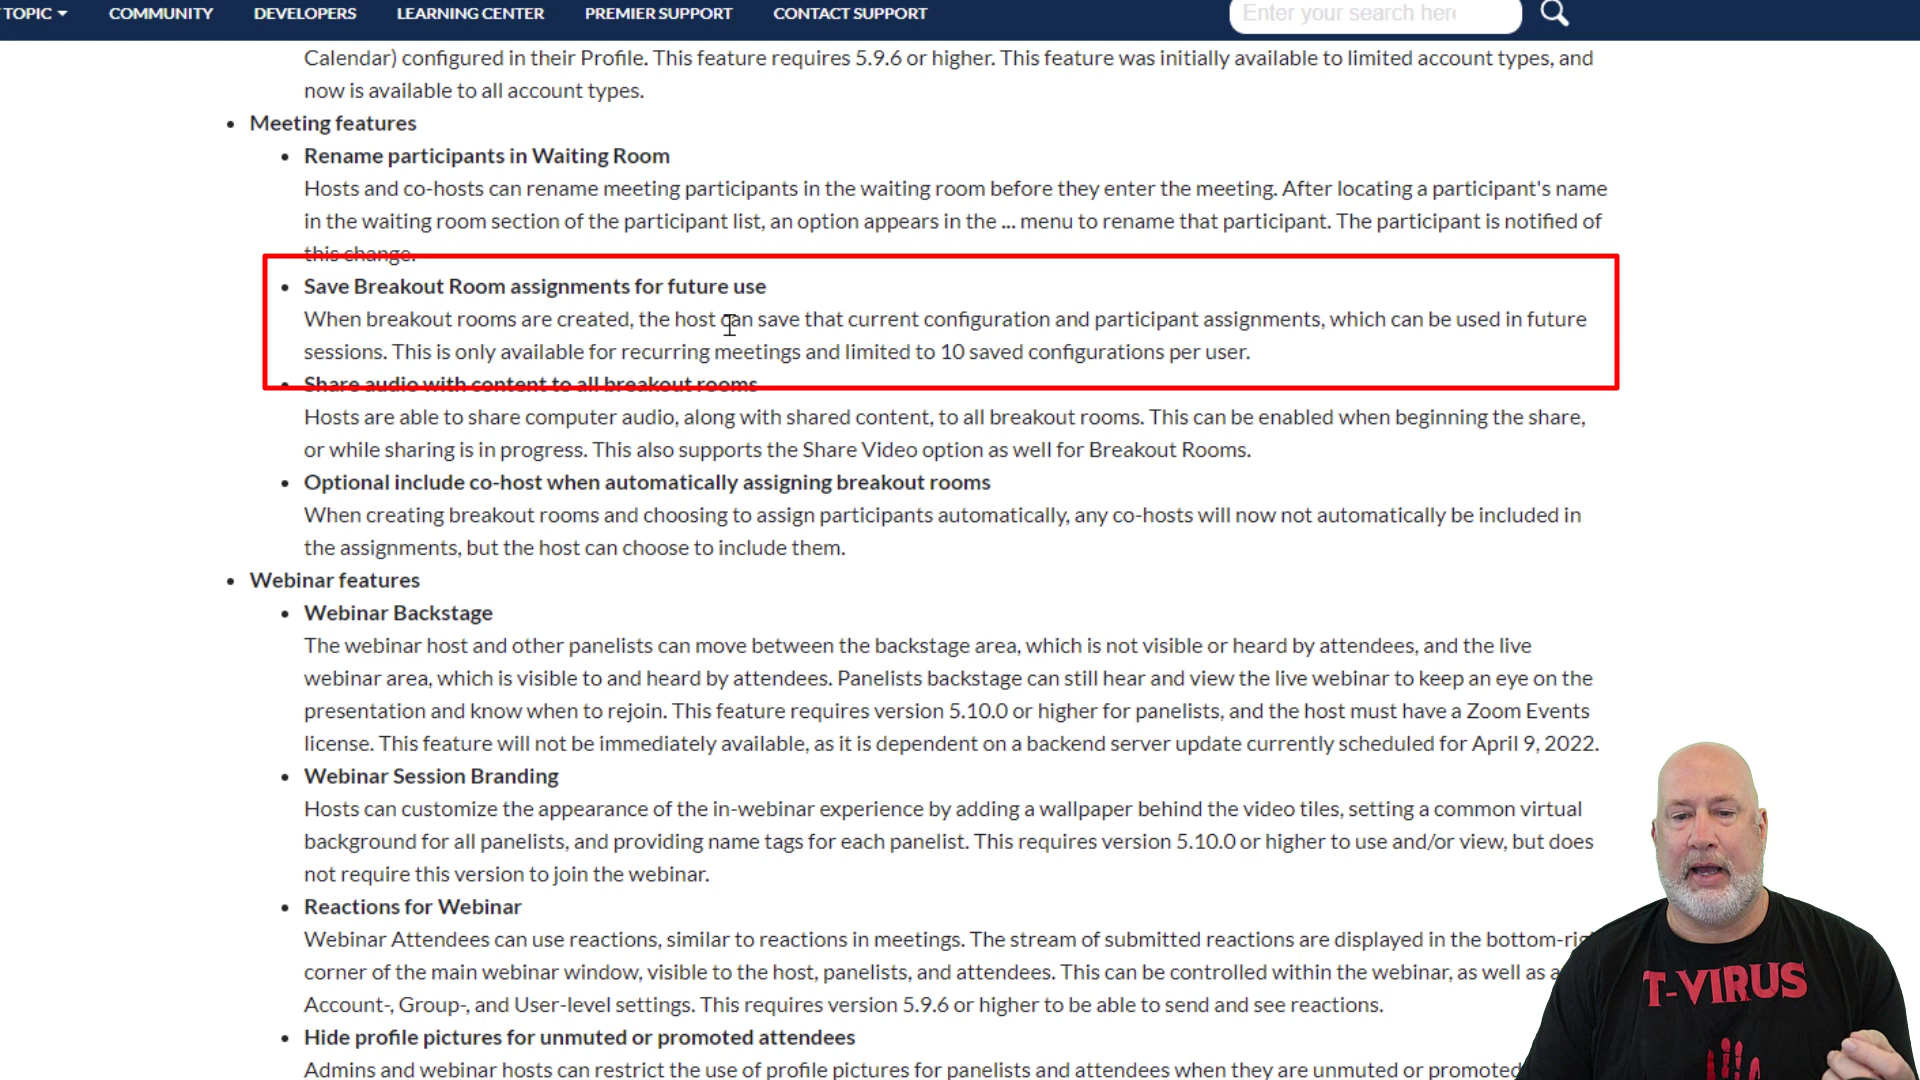 TOPIC
COMMUNITY
DEVELOPERS
LEARNING CENTER
PREMIER SUPPORT
CONTACT SUPPORT
Enter your search here
Calendar) configured in their Profile. This feature requires 5.9.6 or higher. This feature was initially available to limited account types, and
now is available to all account types.
• Meeting features
• Rename participants in Waiting Room
Hosts and co-hosts can rename meeting participants in the waiting room before they enter the meeting. After locating a participant's name
in the waiting room section of the participant list, an option appears in the ... menu to rename that participant. The participant is notified of
this change.
• Save Breakout Room assignments for future use
When breakout rooms are created, the host can save that current configuration and participant assignments, which can be used in future
sessions. This is only available for recurring meetings and limited to 10 saved configurations per user.
• Share audio with content to all breakout rooms
Hosts are able to share computer audio, along with shared content, to all breakout rooms. This can be enabled when beginning the share,
or while sharing is in progress. This also supports the Share Video option as well for Breakout Rooms.
• Optional include co-host when automatically assigning breakout rooms
When creating breakout rooms and choosing to assign participants automatically, any co-hosts will now not automatically be included in
the assignments, but the host can choose to include them.
• Webinar features
• Webinar Backstage
The webinar host and other panelists can move between the backstage area, which is not visible or heard by attendees, and the live
webinar area, which is visible to and heard by attendees. Panelists backstage can still hear and view the live webinar to keep an eye on the
presentation and know when to rejoin. This feature requires version 5.10.0 or higher for panelists, and the host must have a Zoom Events
license. This feature will not be immediately available, as it is dependent on a backend server update currently scheduled for April 9, 2022.
• Webinar Session Branding
Hosts can customize the appearance of the in-webinar experience by adding a wallpaper behind the video tiles, setting a common virtual
background for all panelists, and providing name tags for each panelist. This requires version 5.10.0 or higher to use and/or view, but does
not require this version to join the webinar.
• Reactions for Webinar
Webinar Attendees can use reactions, similar to reactions in meetings. The stream of submitted reactions are displayed in the
corner of the main webinar window, visible to the host, panelists, and attendees. This can be controlled within the webinar, as well as
Account-, Group-, and User-level settings. This requires version 5.9.6 or higher to be able to send and see reactions.
• Hide profile pictures for unmuted or promoted attendees
Admins and webinar hosts can restrict the use of profile pictures for panelists and attendees when they are unmuted or promoted
T-VIRUS